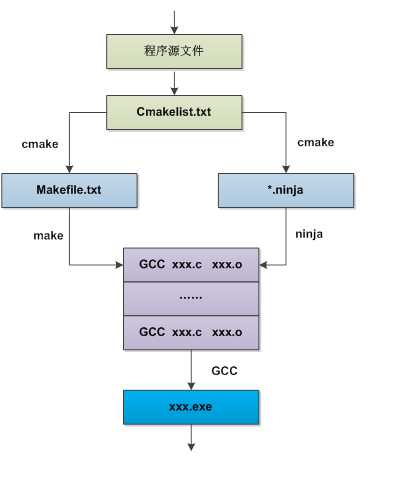 程序源文件
Cmakelist.txt
cmake
cmake
Makefile.txt
*.ninja
make
ninja
GCC xxx.c xxx.o
......
GCC xxx.c xxx.o
GCC
xxx.exe